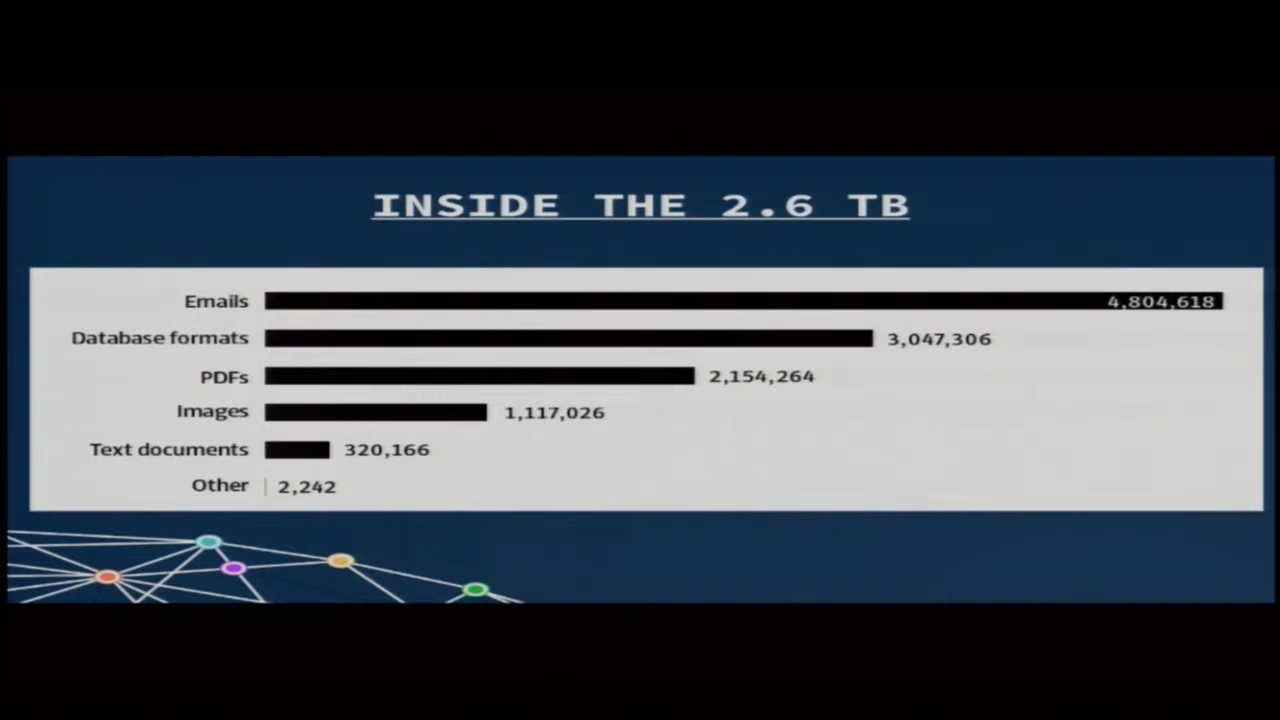 INSIDE THE 2.6 TB
Emails 4,804,618
Database formats 3,047,306
PDFs 2,154,264
Images 1,117,026
Text documents 320,166
Other 2,242